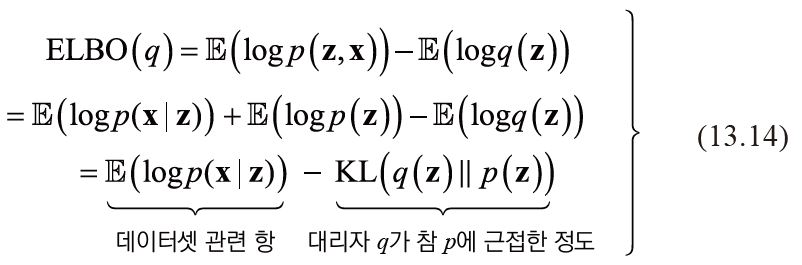 ELBO(q) = 𝔼(log p(z, x)) − 𝔼(log q(z))
= 𝔼(log p(x | z)) + 𝔼(log p(z)) − 𝔼(log q(z))
= 𝔼(log p(x | z)) − KL(q(z) ∥ p(z))
(13.14)
데이터셋 관련 항 대리자 q가 참 p에 근접한 정도